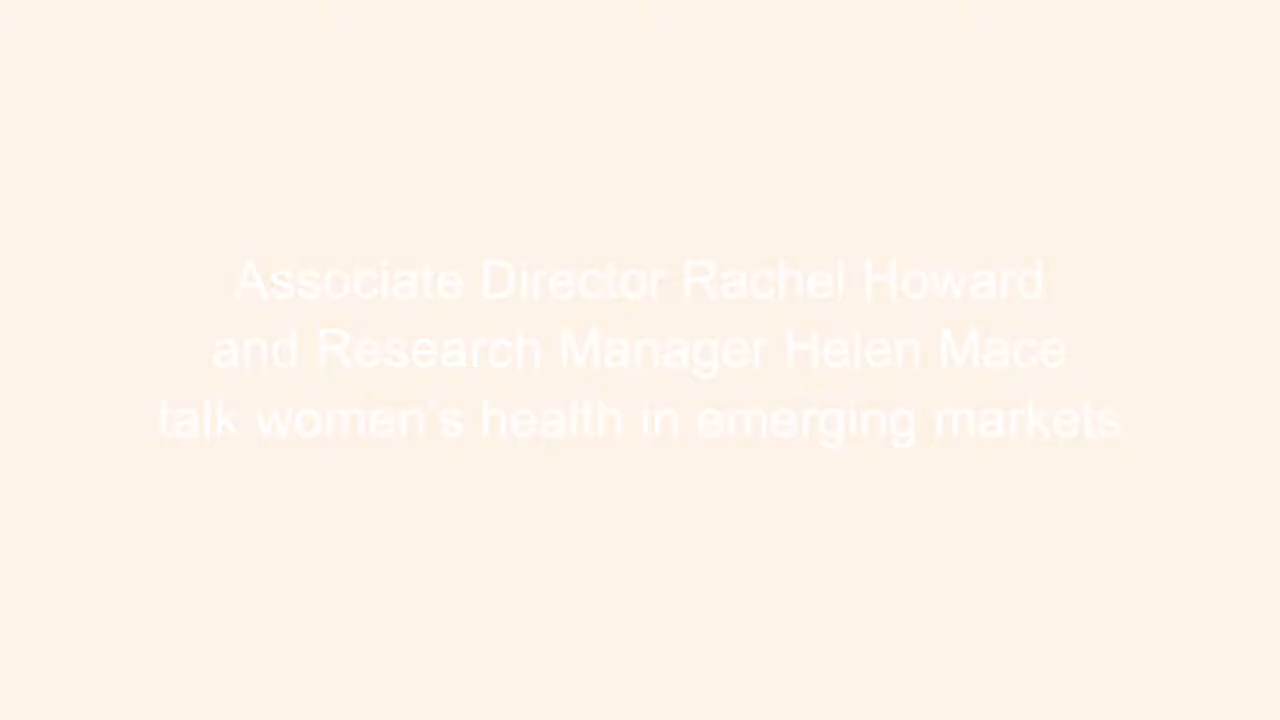 Associate Director Rachel Howard
and Research Manager Helen Mace
talk women's health in emerging markets